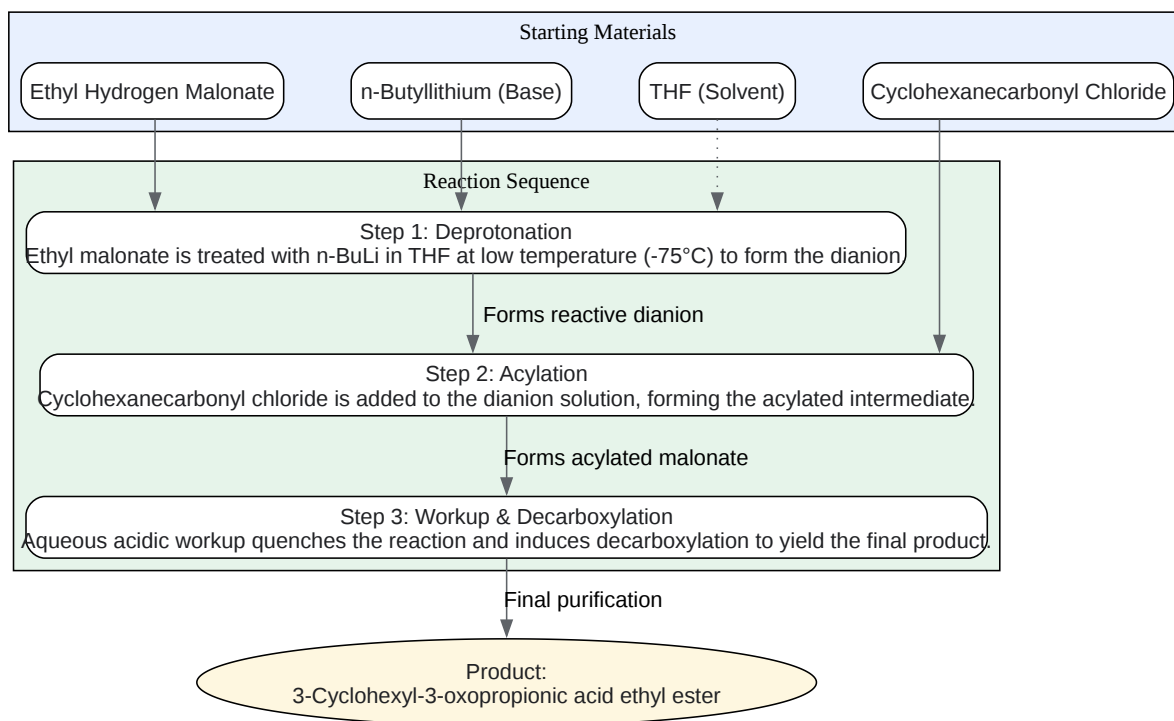 Starting Materials
Ethyl Hydrogen Malonate
n-Butyllithium (Base)
THF (Solvent)
Cyclohexanecarbonyl Chloride
Reaction Sequence
Step 1: Deprotonation
Ethyl malonate is treated with n-BuLi in THF at low temperature (-75°C) to form the dianion.
Forms reactive dianion
Step 2: Acylation
Cyclohexanecarbonyl chloride is added to the dianion solution, forming the acylated intermediate.
Forms acylated malonate
Step 3: Workup & Decarboxylation
Aqueous acidic workup quenches the reaction and induces decarboxylation to yield the final product.
Final purification
Product:
3-Cyclohexyl-3-oxopropionic acid ethyl ester